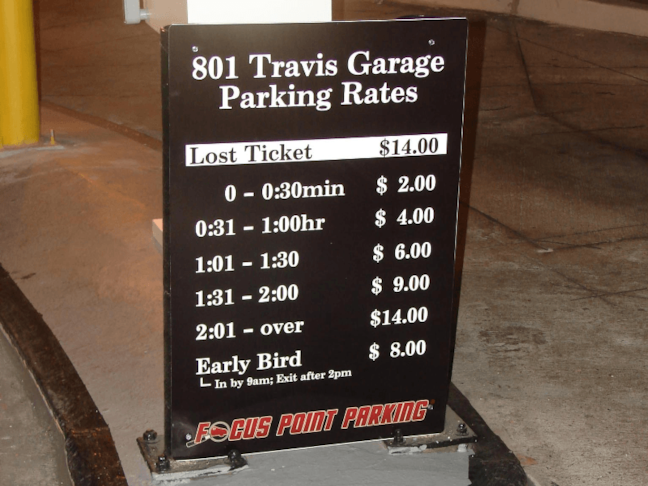 801 Travis Garage
Parking Rates
Lost Ticket $14.00
0 - 0:30min $ 2.00
0:31 - 1:00hr $ 4.00
1:01 - 1:30 $ 6.00
1:31 - 2:00 $ 9.00
2:01 - over $14.00
Early Bird $ 8.00
In by 9am; Exit after 2pm
FOCUS POINT PARKING